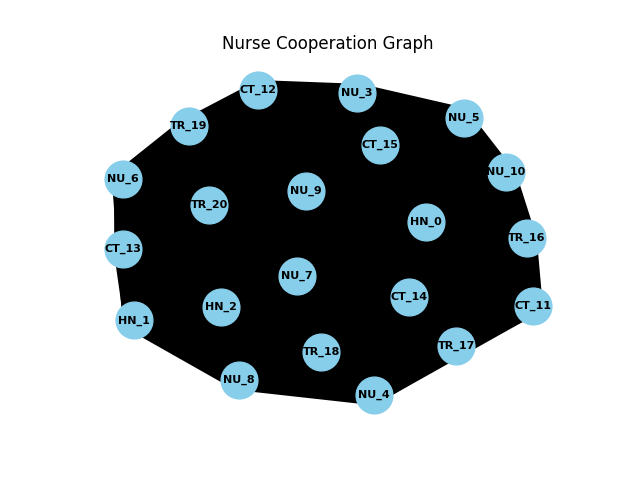 Nurse Cooperation Graph
CT_12
NU_3
NU_5
TR_19
CT_15
NU_10
NU_6
NU_9
TR_20
HN_0
TR_16
CT_13
NU_7
CT_14
CT_11
HN_2
HN_1
TR_17
TR_18
NU_8
NU_4